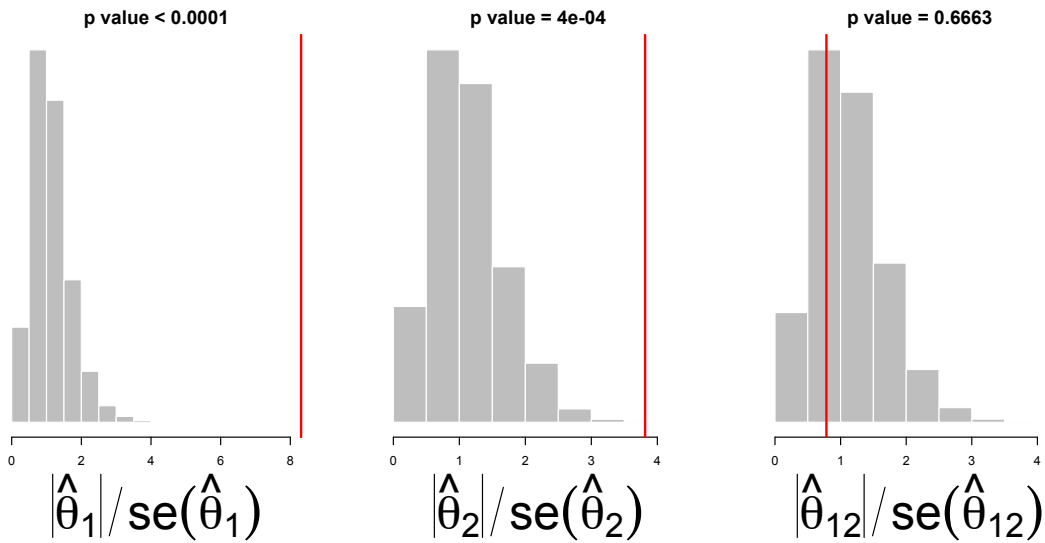 p value < 0.0001
0 2 4 6 8
|θ̂₁|/se(θ̂₁)
p value = 4e-04
0 1 2 3 4
|θ̂₂|/se(θ̂₂)
p value = 0.6663
0 1 2 3 4
|θ̂₁₂|/se(θ̂₁₂)